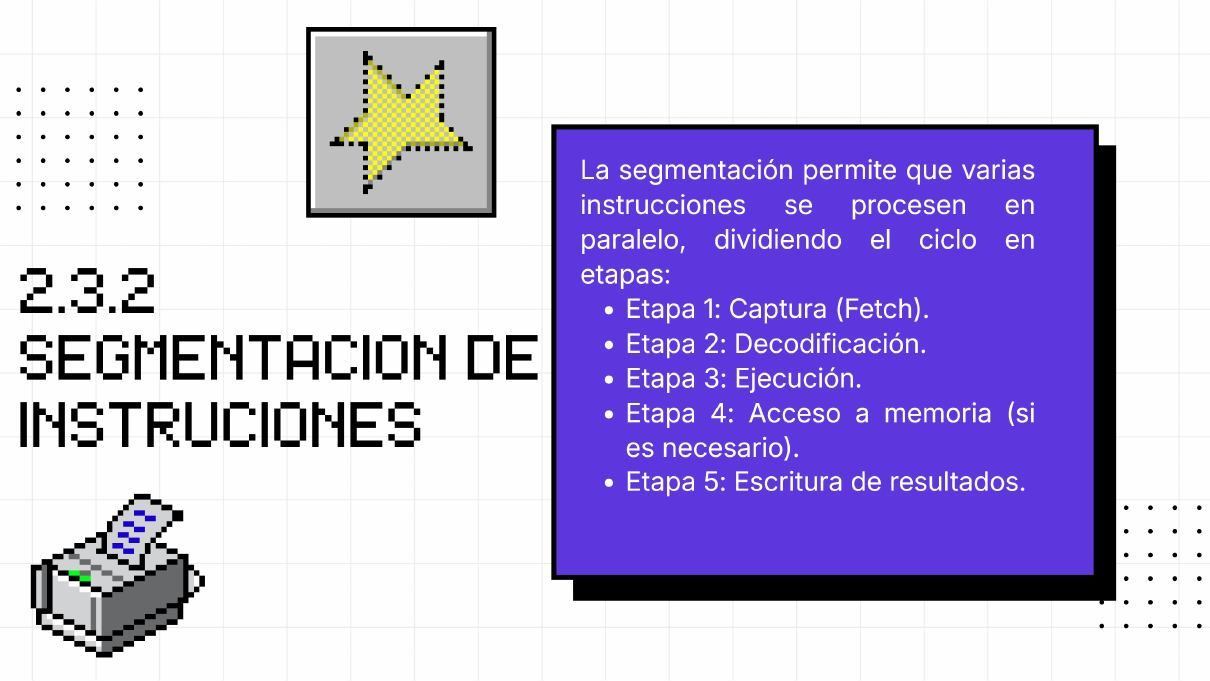 2.3.2
SEGMENTACION DE
INSTRUCIONES
La segmentación permite que varias
instrucciones se procesen en
paralelo, dividiendo el ciclo en
etapas:
• Etapa 1: Captura (Fetch).
• Etapa 2: Decodificación.
• Etapa 3: Ejecución.
• Etapa 4: Acceso a memoria (si
es necesario).
• Etapa 5: Escritura de resultados.